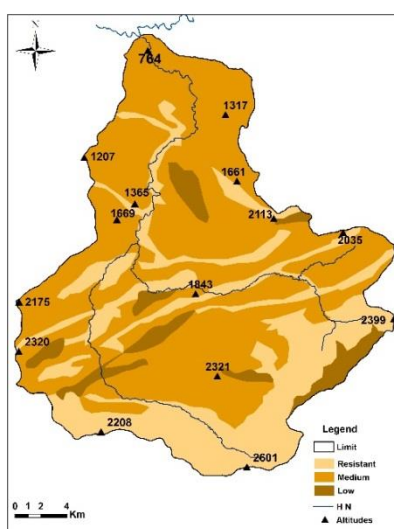 N
764
1317
1207
1661
1365
1669
2113
2035
1843
2175
2399
2320
2321
2208
2601
Legend
Limit
Resistant
Medium
Low
H N
Altitudes
0 1 2 4
Km